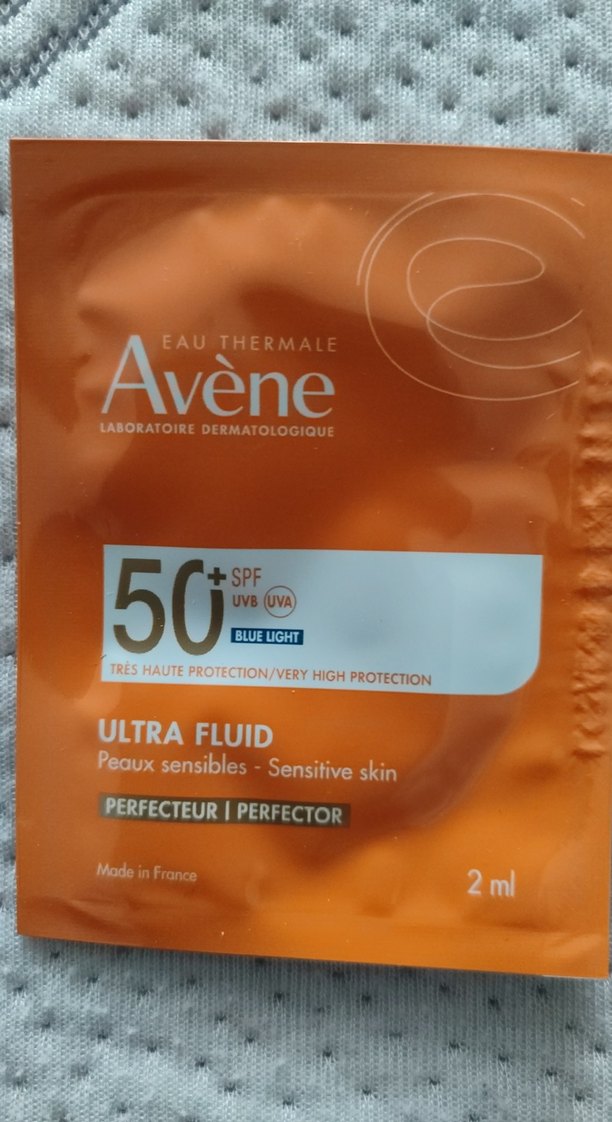 EAU THERMALE
Avène
LABORATOIRE DERMATOLOGIQUE
50+ SPF
UVB UVA
BLUE LIGHT
TRÈS HAUTE PROTECTION/VERY HIGH PROTECTION
ULTRA FLUID
Peaux sensibles - Sensitive skin
PERFECTEUR | PERFECTOR
Made in France
2 ml